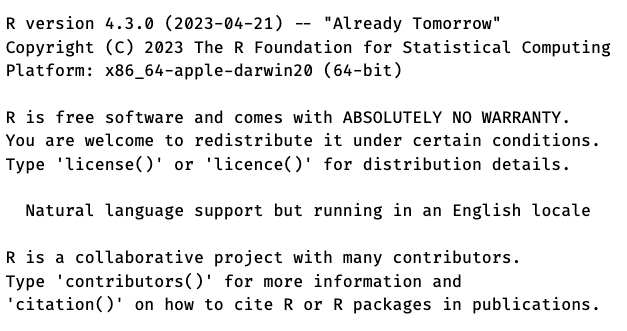 R version 4.3.0 (2023-04-21) -- "Already Tomorrow"
Copyright (C) 2023 The R Foundation for Statistical Computing
Platform: x86_64-apple-darwin20 (64-bit)

R is free software and comes with ABSOLUTELY NO WARRANTY.
You are welcome to redistribute it under certain conditions.
Type 'license()' or 'licence()' for distribution details.

  Natural language support but running in an English locale

R is a collaborative project with many contributors.
Type 'contributors()' for more information and
'citation()' on how to cite R or R packages in publications.